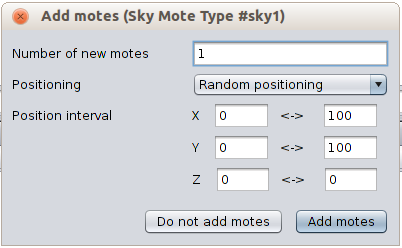 Add motes (Sky Mote Type #sky1)
Number of new motes 1
Positioning Random positioning
Position interval X 0 <-> 100
Y 0 <-> 100
Z 0 <-> 0
Do not add motes Add motes